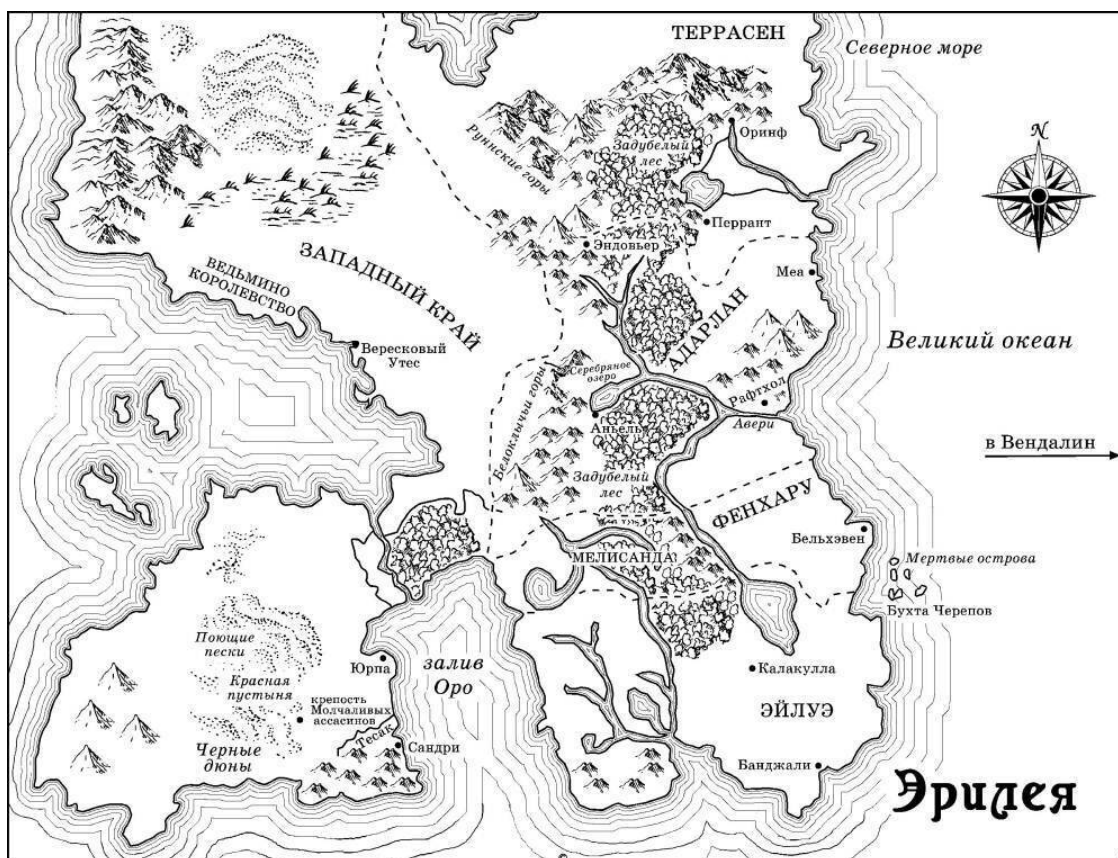 ТЕРРАСЕН
Северное море
N
Оринф
Задубелый
лес
Руннские горы
Перрант
Эндовьер
Меа
ЗАПАДНЫЙ КРАЙ
ВЕДЬМИНО
КОРОЛЕВСТВО
АДАРЛАН
Великий океан
Вересковый
Утес
Серебряное
озеро
Белоклычьи горы
Рафтхол
Аньель
Авери
в Вендалин
Задубелый
лес
ФЕНХАРУ
Бельхэвен
МЕЛИСАНДА
Мертвые острова
Бухта Черепов
Поющие
пески
Юрпа
залив
Оро
Калакулла
Красная
пустыня
крепость
Молчаливых
ассасинов
ЭЙЛУЭ
Тесак
Черные
дюны
Сандри
Банджали
Эрилея